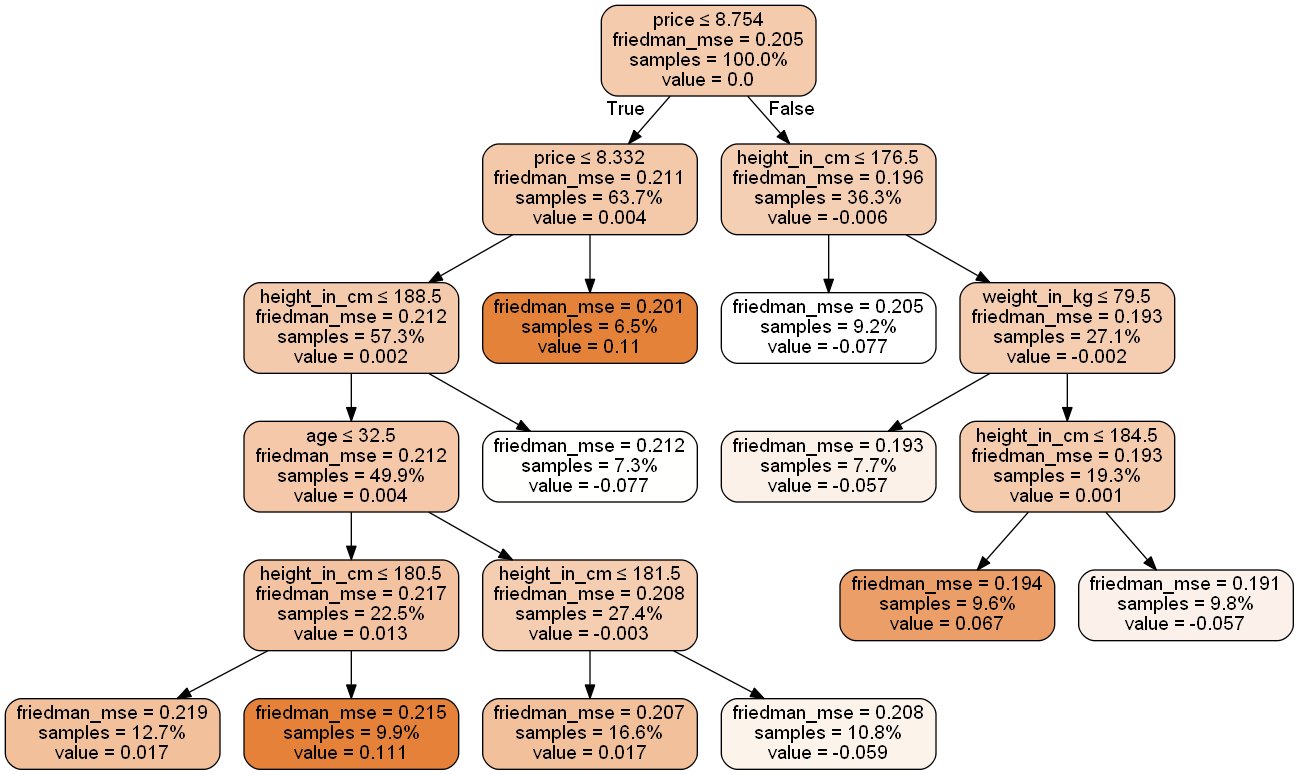 price ≤ 8.754
friedman_mse = 0.205
samples = 100.0%
value = 0.0
True
False
price ≤ 8.332
friedman_mse = 0.211
samples = 63.7%
value = 0.004
height_in_cm ≤ 176.5
friedman_mse = 0.196
samples = 36.3%
value = -0.006
height_in_cm ≤ 188.5
friedman_mse = 0.212
samples = 57.3%
value = 0.002
friedman_mse = 0.201
samples = 6.5%
value = 0.11
friedman_mse = 0.205
samples = 9.2%
value = -0.077
weight_in_kg ≤ 79.5
friedman_mse = 0.193
samples = 27.1%
value = -0.002
age ≤ 32.5
friedman_mse = 0.212
samples = 49.9%
value = 0.004
friedman_mse = 0.212
samples = 7.3%
value = -0.077
friedman_mse = 0.193
samples = 7.7%
value = -0.057
height_in_cm ≤ 184.5
friedman_mse = 0.193
samples = 19.3%
value = 0.001
height_in_cm ≤ 180.5
friedman_mse = 0.217
samples = 22.5%
value = 0.013
height_in_cm ≤ 181.5
friedman_mse = 0.208
samples = 27.4%
value = -0.003
friedman_mse = 0.194
samples = 9.6%
value = 0.067
friedman_mse = 0.191
samples = 9.8%
value = -0.057
friedman_mse = 0.219
samples = 12.7%
value = 0.017
friedman_mse = 0.215
samples = 9.9%
value = 0.111
friedman_mse = 0.207
samples = 16.6%
value = 0.017
friedman_mse = 0.208
samples = 10.8%
value = -0.059